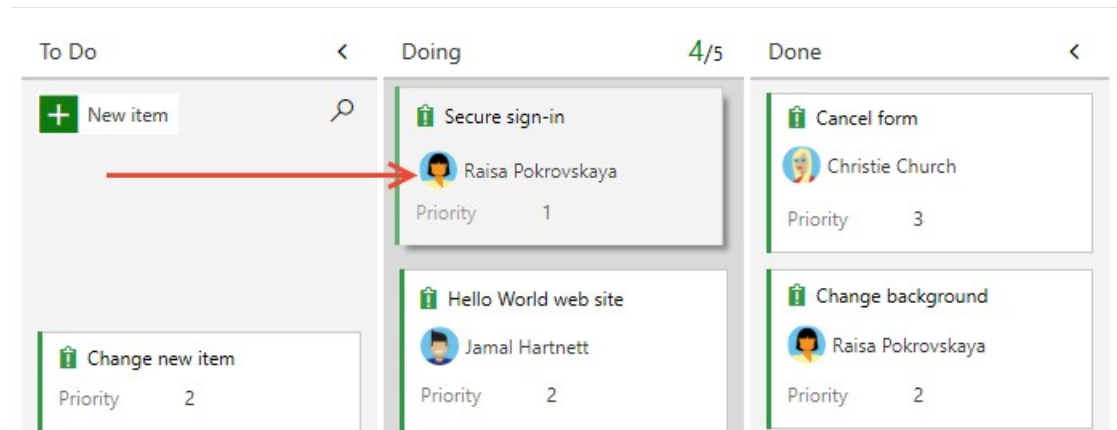 To Do
New item
Change new item
Priority 2
Doing 4/5
Secure sign-in
Raisa Pokrovskaya
Priority 1
Hello World web site
Jamal Hartnett
Priority 2
Done
Cancel form
Christie Church
Priority 3
Change background
Raisa Pokrovskaya
Priority 2